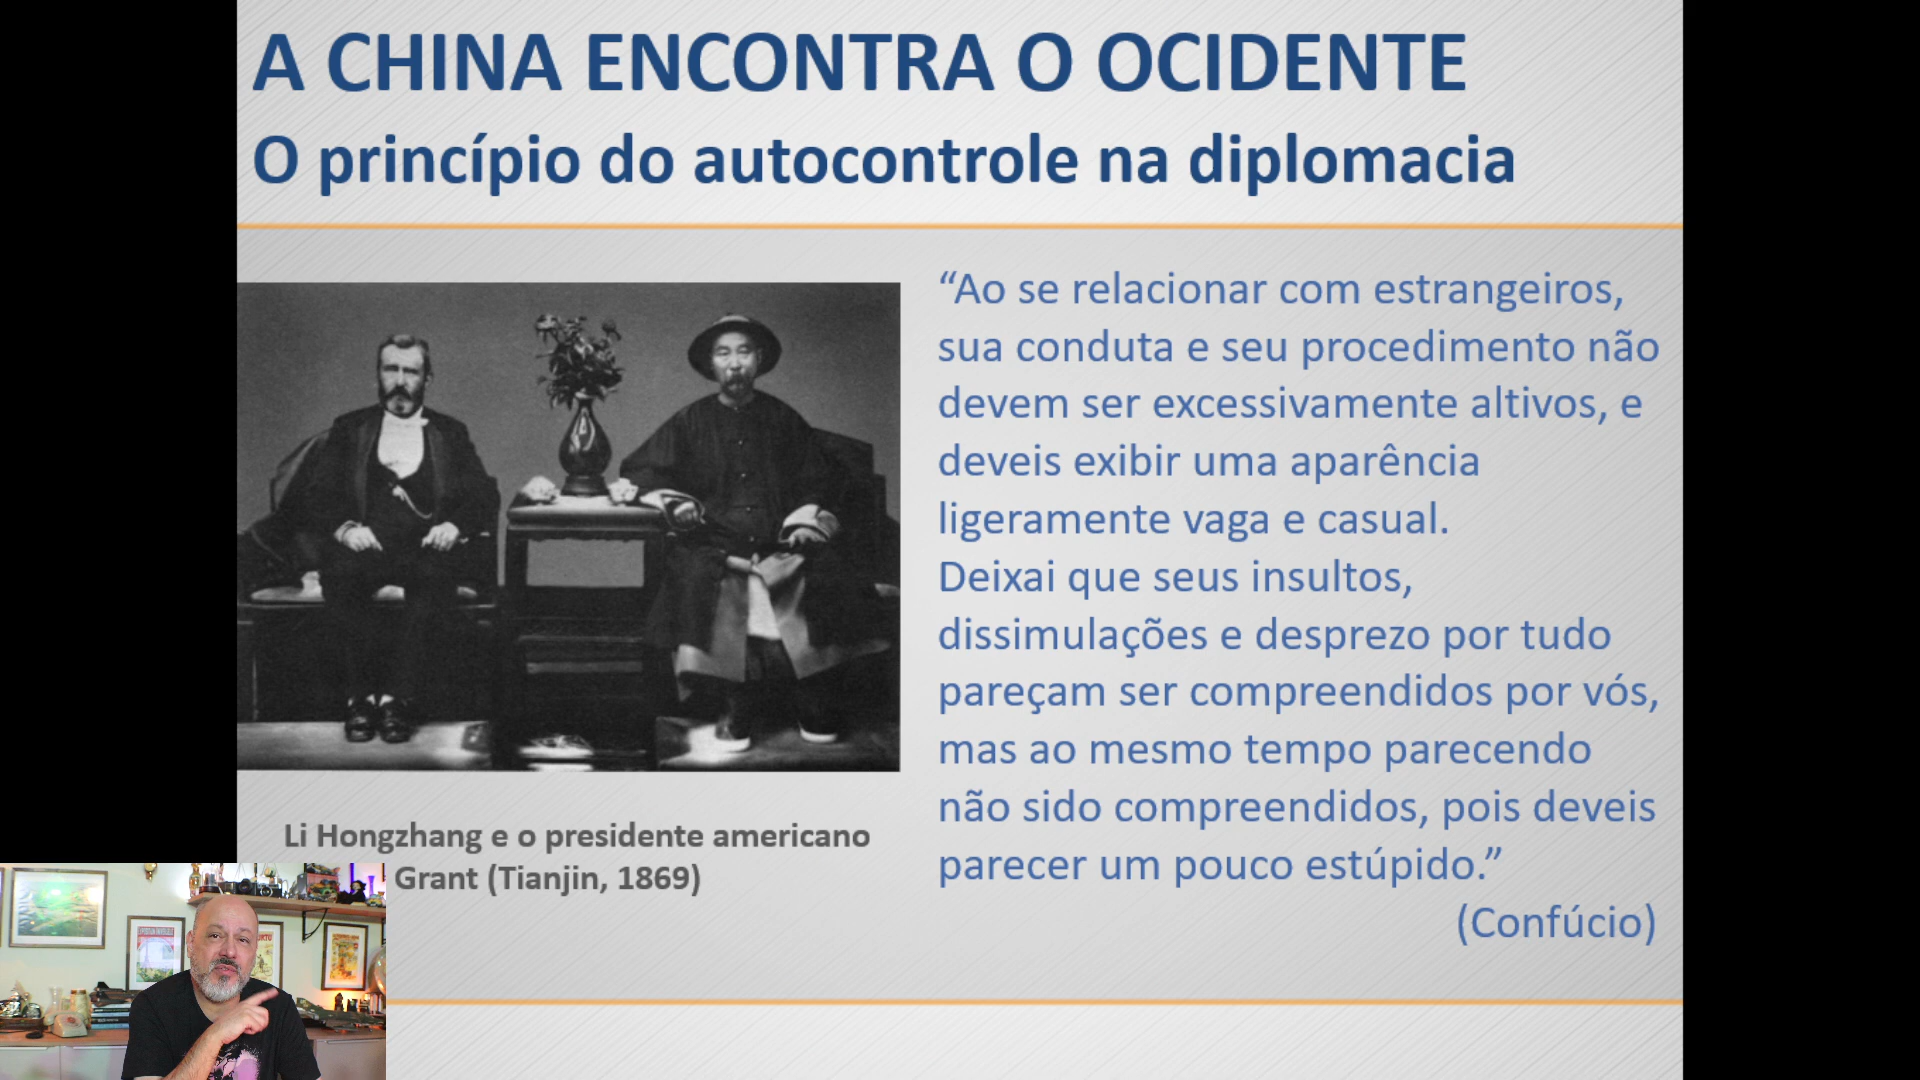 A CHINA ENCONTRA O OCIDENTE
O princípio do autocontrole na diplomacia
“Ao se relacionar com estrangeiros,
sua conduta e seu procedimento não
devem ser excessivamente altivos, e
deveis exibir uma aparência
ligeramente vaga e casual.
Deixai que seus insultos,
dissimulações e desprezo por tudo
pareçam ser compreendidos por vós,
mas ao mesmo tempo parecendo
não sido compreendidos, pois deveis
parecer um pouco estúpido.”
(Confúcio)
Li Hongzhang e o presidente americano
Grant (Tianjin, 1869)